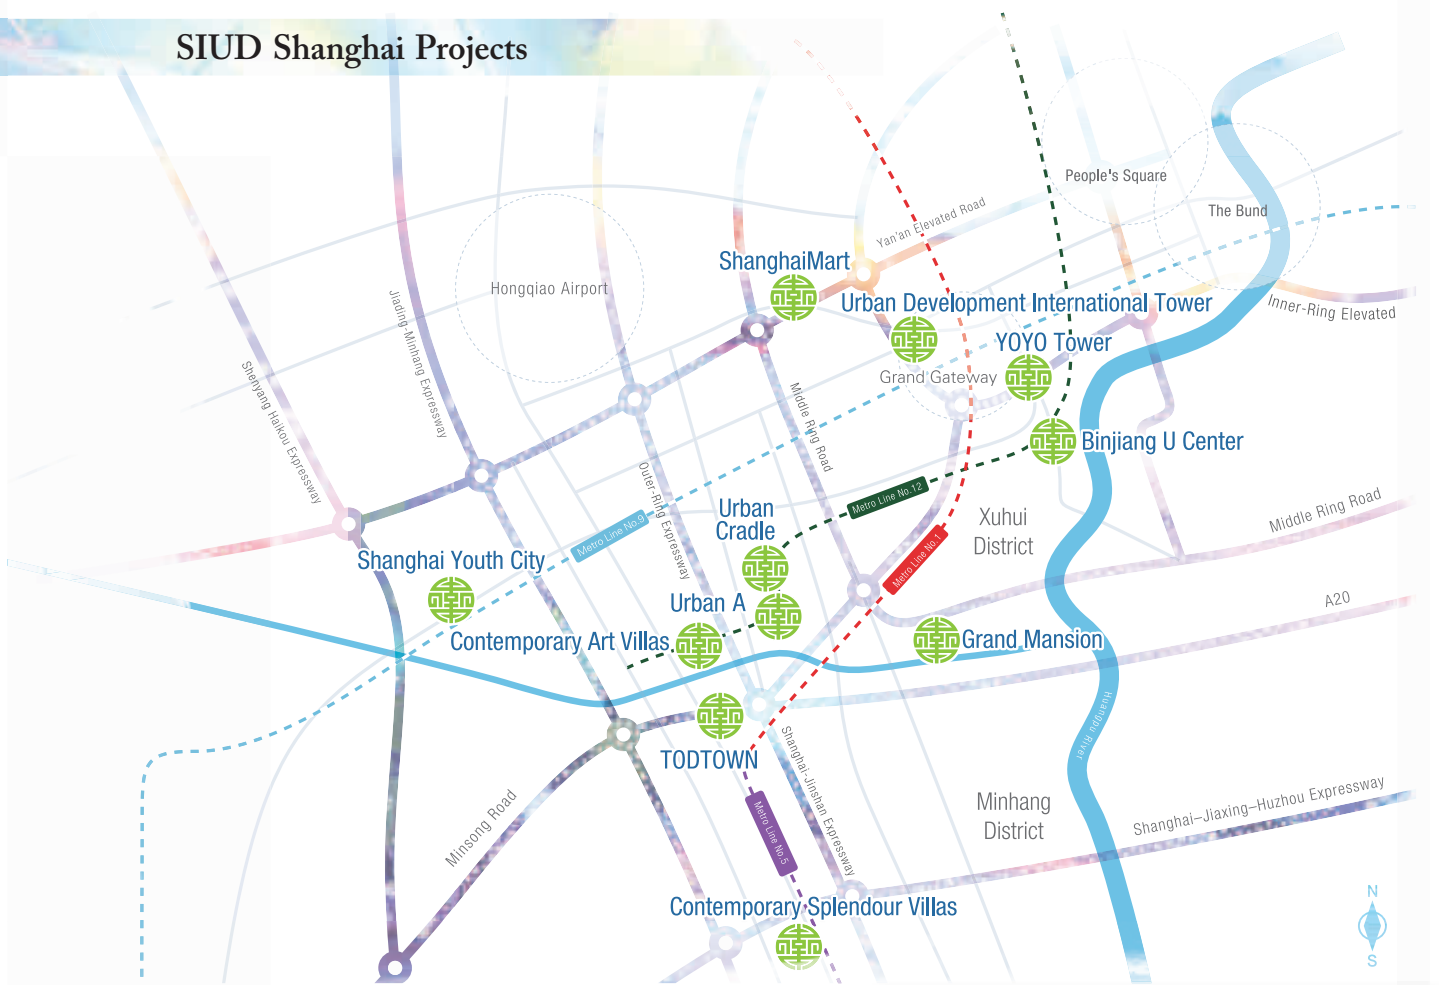 SIUD Shanghai Projects
People's Square
The Bund
Yan'an Elevated Road
ShanghaiMart
Hongqiao Airport
Urban Development International Tower
Inner-Ring Elevated
Jiading-Minhang Expressway
YOYO Tower
Grand Gateway
Shenyang Haikou Expressway
Middle Ring Road
Binjiang U Center
Outer-Ring Expressway
Metro Line No.12
Urban
Cradle
Metro Line No.9
Xuhui
District
Middle Ring Road
Metro Line No.1
Shanghai Youth City
Urban A
A20
Contemporary Art Villas
Grand Mansion
Huangpu River
TODTOWN
Shanghai-Jinshan Expressway
Minsong Road
Metro Line No.5
Minhang
District
Shanghai–Jiaxing–Huzhou Expressway
Contemporary Splendour Villas
N
S